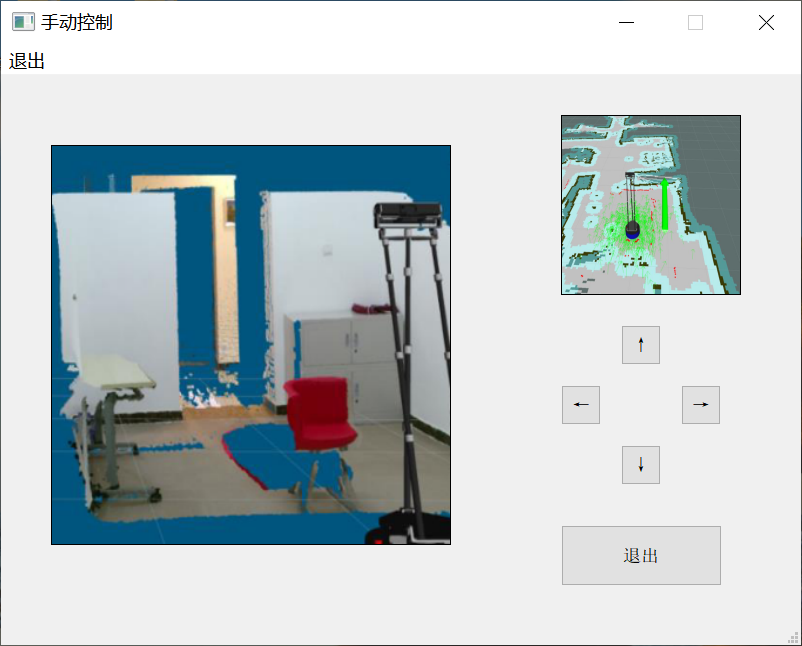 手动控制
退出
↑
← →
↓
退出